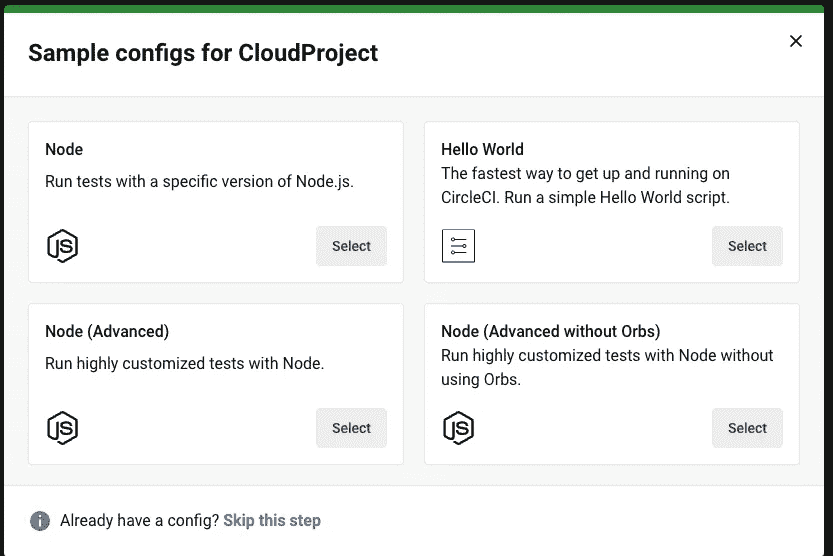 Sample configs for CloudProject
Node
Run tests with a specific version of Node.js.
JS
Select
Hello World
The fastest way to get up and running on
CircleCI. Run a simple Hello World script.
Select
Node (Advanced)
Run highly customized tests with Node.
JS
Select
Node (Advanced without Orbs)
Run highly customized tests with Node without
using Orbs.
JS
Select
Already have a config? Skip this step